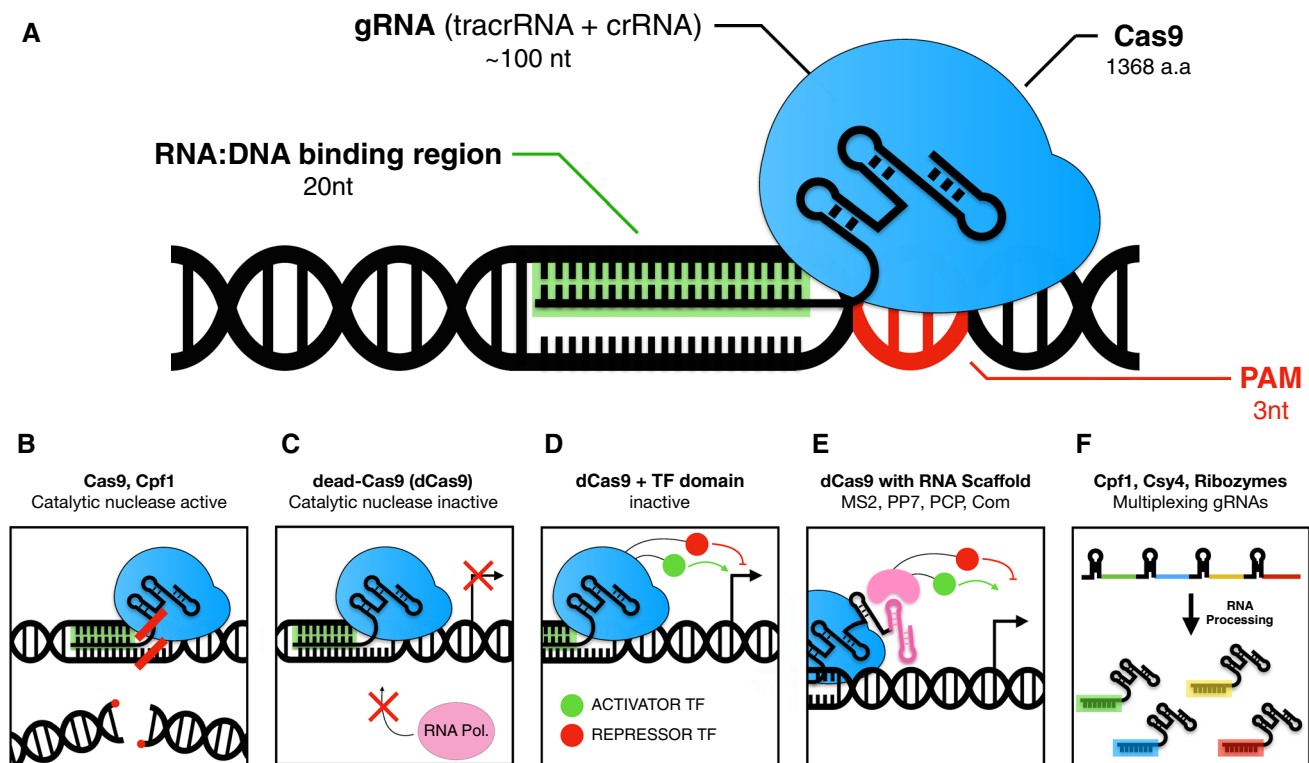 A
gRNA (tracrRNA + crRNA)
~100 nt
Cas9
1368 a.a
RNA:DNA binding region
20nt
PAM
3nt
B
Cas9, Cpf1
Catalytic nuclease active
C
dead-Cas9 (dCas9)
Catalytic nuclease inactive
RNA Pol.
D
dCas9 + TF domain
inactive
ACTIVATOR TF
REPRESSOR TF
E
dCas9 with RNA Scaffold
MS2, PP7, PCP, Com
F
Cpf1, Csy4, Ribozymes
Multiplexing gRNAs
RNA
Processing